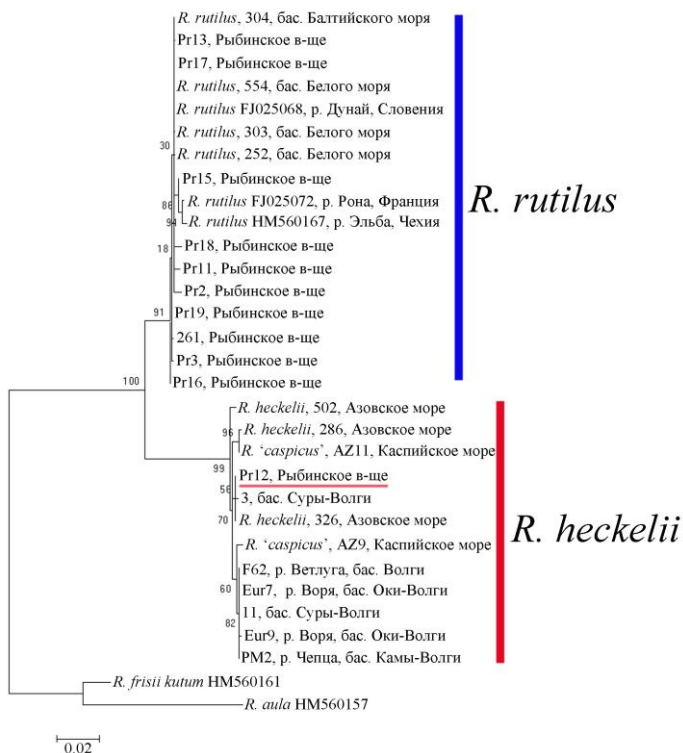 R. rutilus, 304, бас. Балтийского моря
Pr13, Рыбинское в-ще
Pr17, Рыбинское в-ще
R. rutilus, 554, бас. Белого моря
R. rutilus FJ025068, р. Дунай, Словения
R. rutilus, 303, бас. Белого моря
30
R. rutilus, 252, бас. Белого моря
Pr15, Рыбинское в-ще
86
R. rutilus FJ025072, р. Рона, Франция
94
R. rutilus HM560167, р. Эльба, Чехия
18
Pr18, Рыбинское в-ще
Pr11, Рыбинское в-ще
Pr2, Рыбинское в-ще
91
Pr19, Рыбинское в-ще
261, Рыбинское в-ще
Pr3, Рыбинское в-ще
Pr16, Рыбинское в-ще
R. rutilus
100
R. heckelii, 502, Азовское море
96
R. heckelii, 286, Азовское море
R. 'caspicus', AZ11, Каспийское море
99
Pr12, Рыбинское в-ще
56
3, бас. Суры-Волги
70
R. heckelii, 326, Азовское море
R. 'caspicus', AZ9, Каспийское море
F62, р. Ветлуга, бас. Волги
60
Eur7, р. Воря, бас. Оки-Волги
11, бас. Суры-Волги
82
Eur9, р. Воря, бас. Оки-Волги
PM2, р. Чепца, бас. Камы-Волги
R. heckelii
R. frisii kutum HM560161
R. aula HM560157
0.02